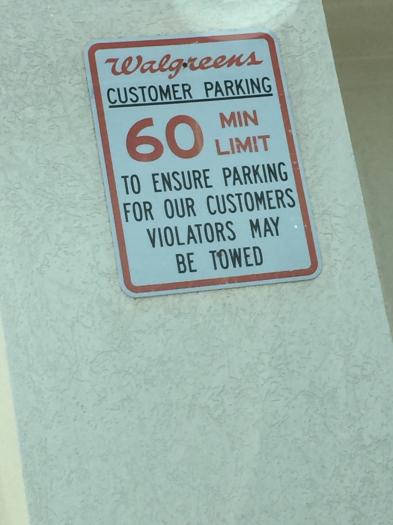 Walgreens
CUSTOMER PARKING
60 MIN LIMIT
TO ENSURE PARKING
FOR OUR CUSTOMERS
VIOLATORS MAY
BE TOWED